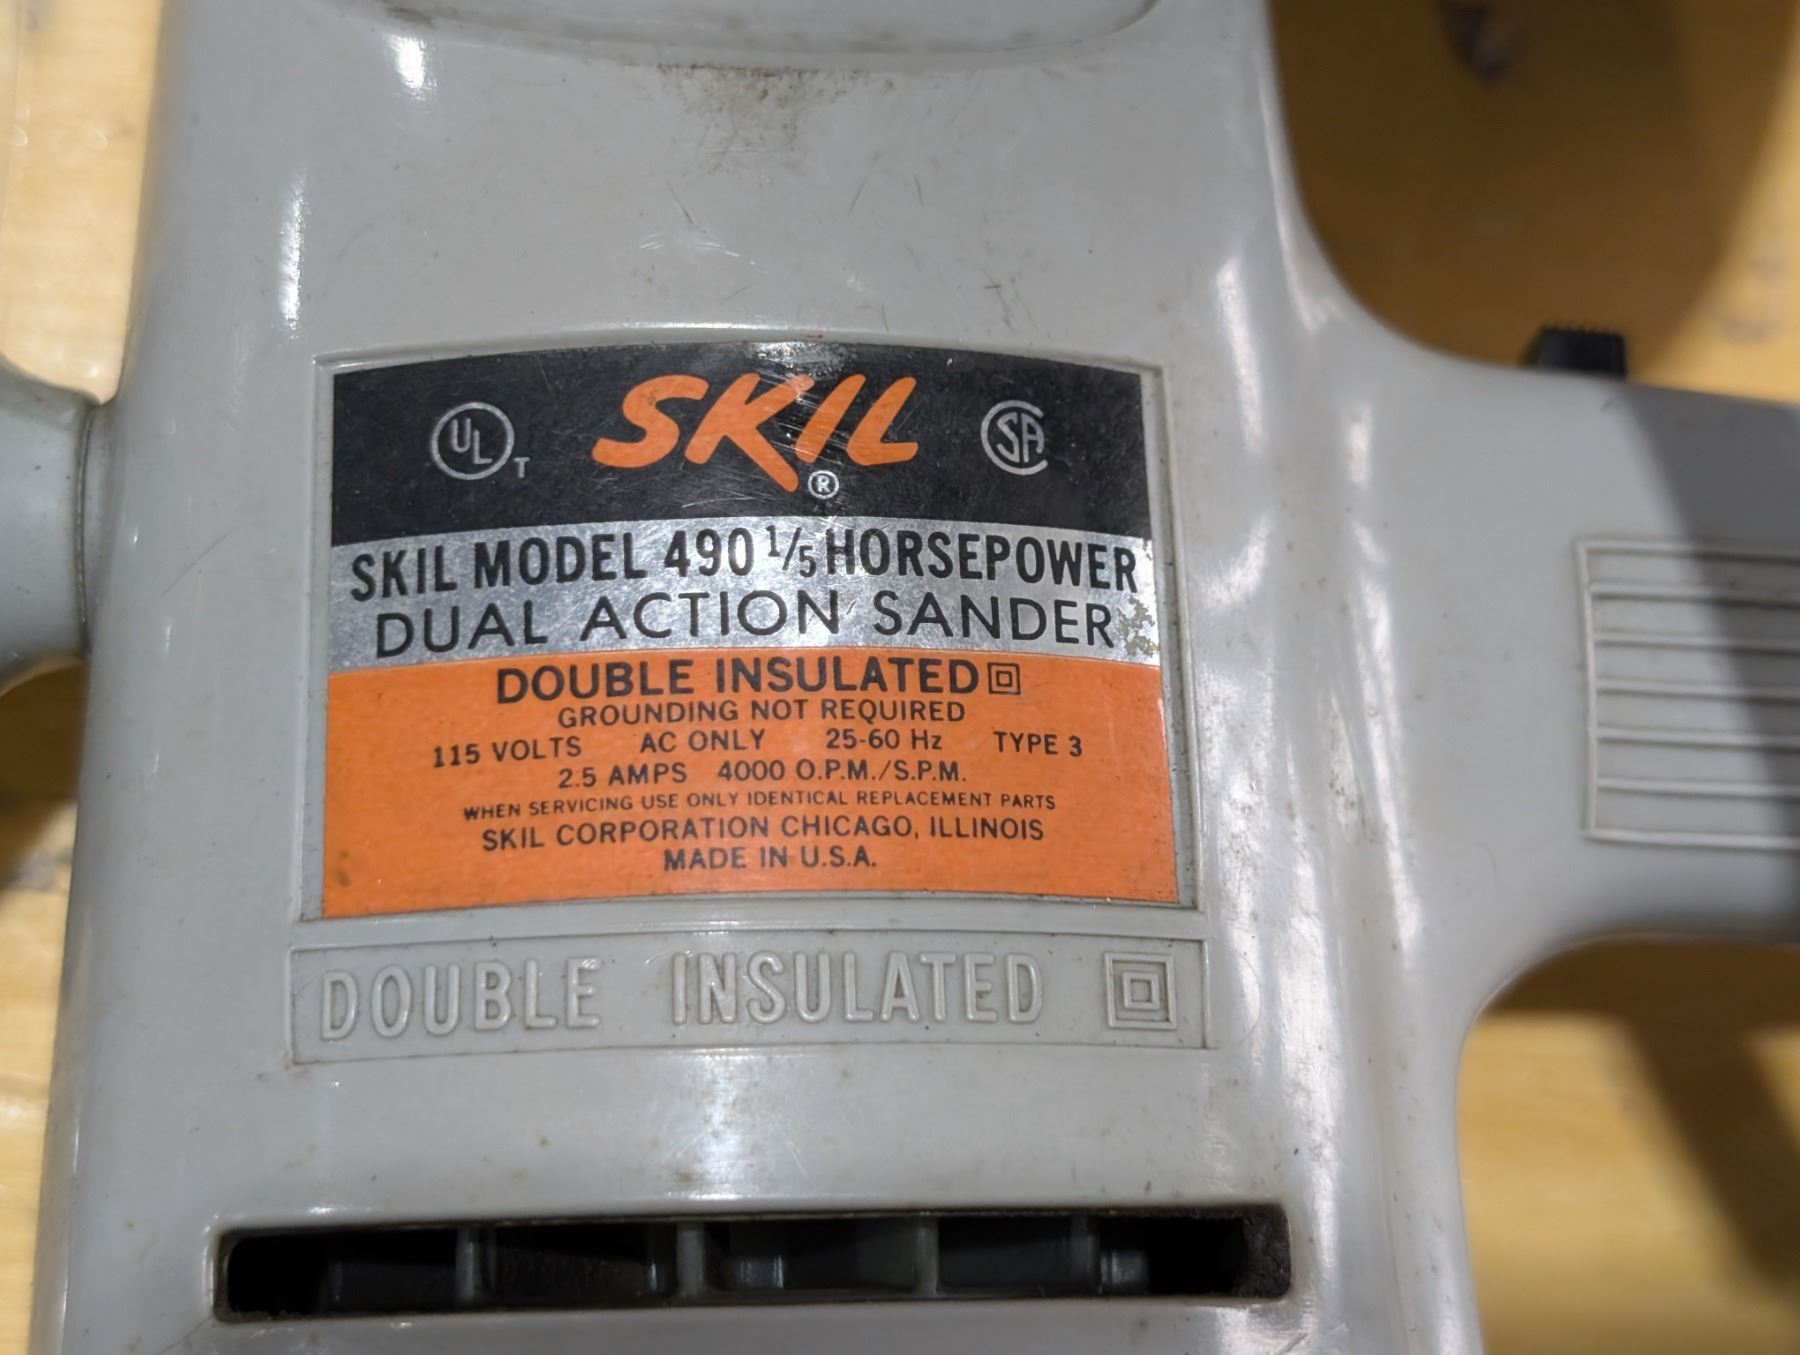 UL T SKIL ® SA
SKIL MODEL 490 1/5 HORSEPOWER
DUAL ACTION SANDER
DOUBLE INSULATED
GROUNDING NOT REQUIRED
115 VOLTS AC ONLY 25-60 Hz TYPE 3
2.5 AMPS 4000 O.P.M./S.P.M.
WHEN SERVICING USE ONLY IDENTICAL REPLACEMENT PARTS
SKIL CORPORATION CHICAGO, ILLINOIS
MADE IN U.S.A.
DOUBLE INSULATED